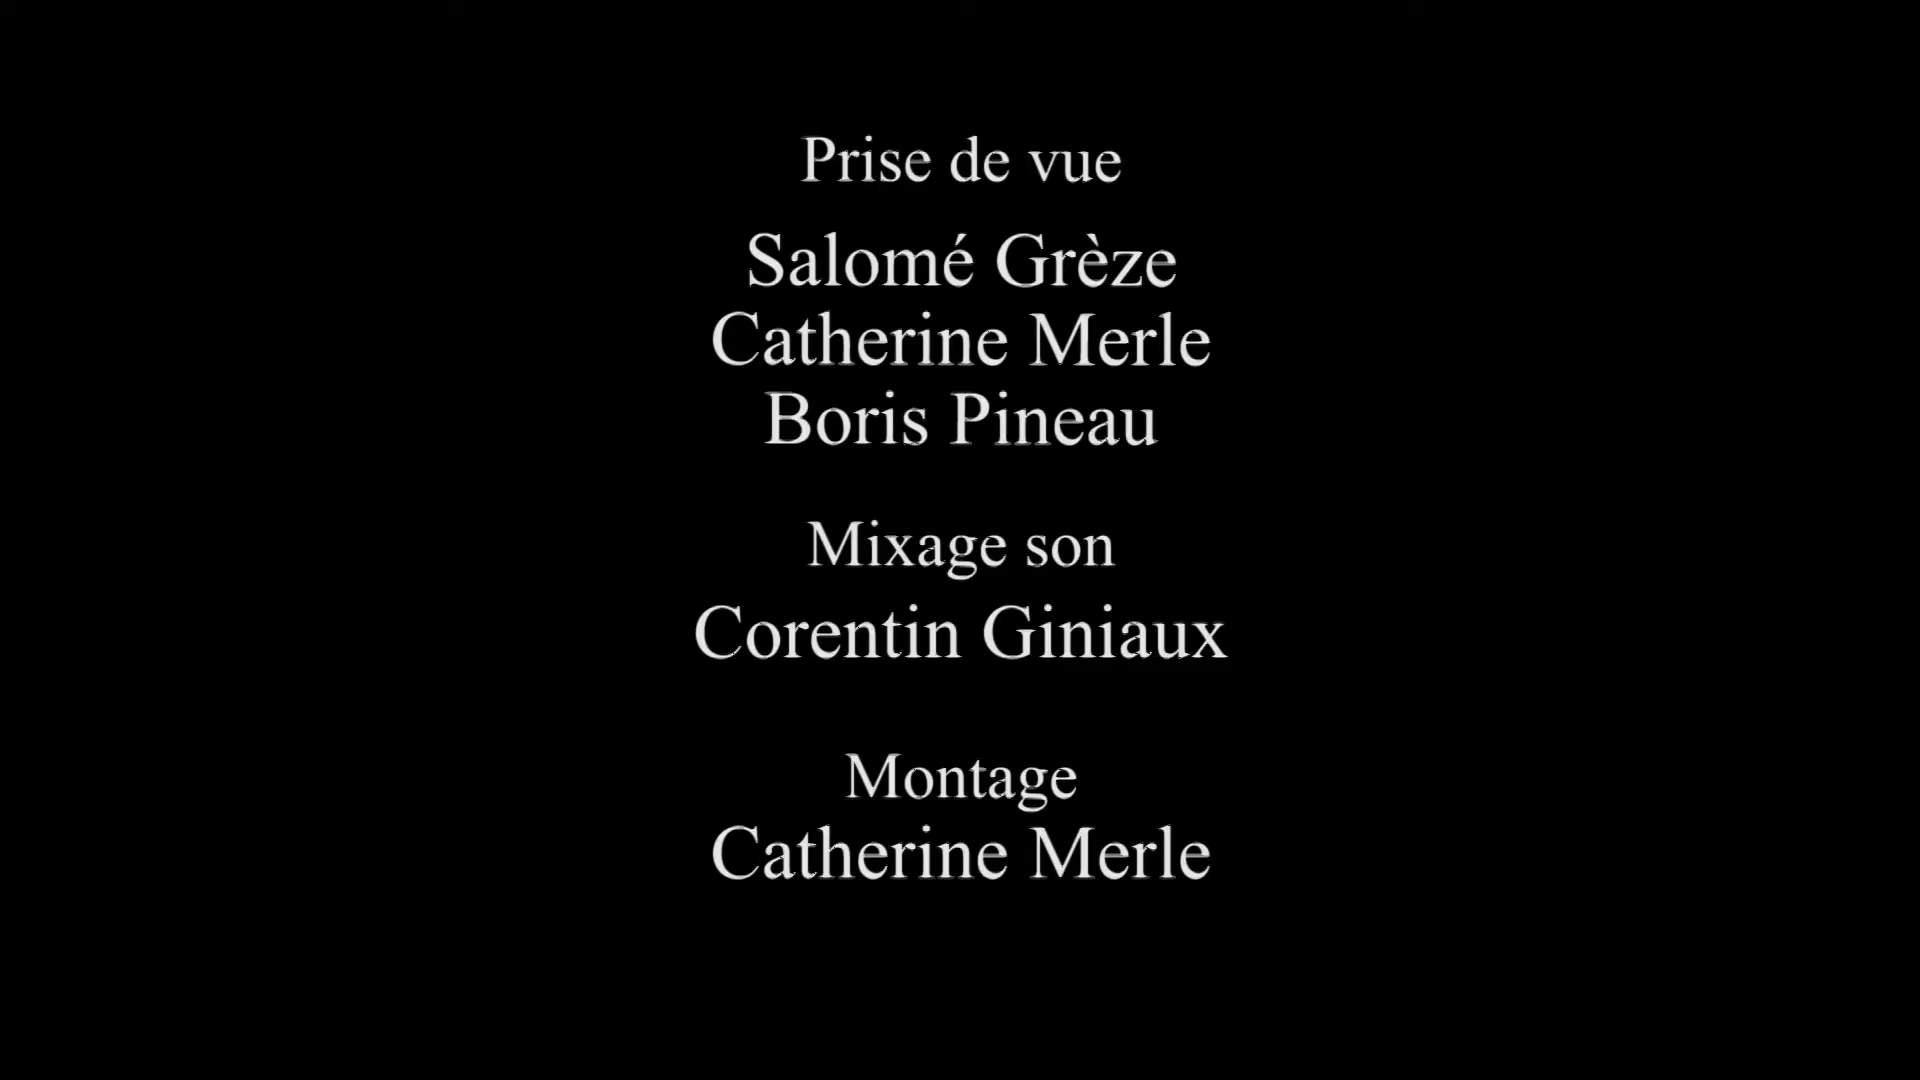 Prise de vue
Salomé Grèze
Catherine Merle
Boris Pineau
Mixage son
Corentin Giniaux
Montage
Catherine Merle